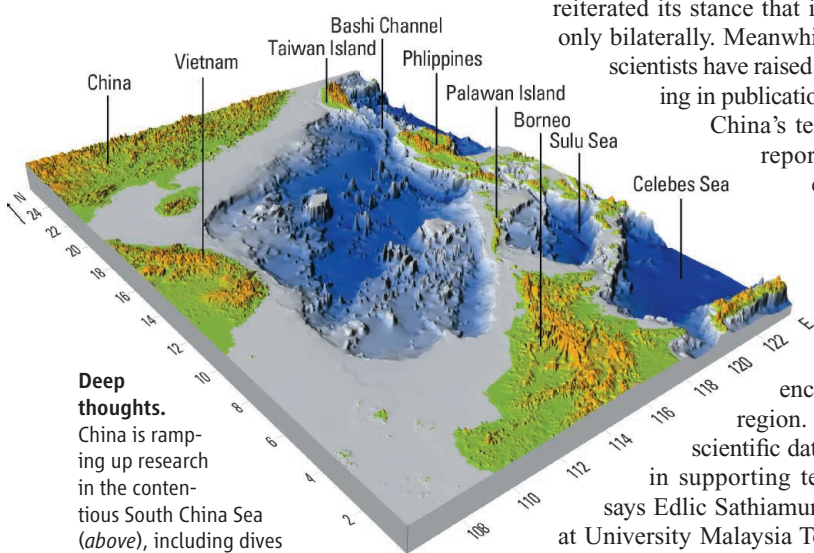 reiterated its stance that i
only bilaterally. Meanwhi
scientists have raised
ing in publication
China's te
repor
Bashi Channel
Taiwan Island
Phlippines
Vietnam
China
Palawan Island
Borneo
Sulu Sea
Celebes Sea
N
24
22
20
18
16
14
12
10
8
6
4
2
108
110
112
114
116
118
120
122
E
Deep
thoughts.
China is ramp-
ing up research
in the conten-
tious South China Sea
(above), including dives
enc
region.
scientific dat
in supporting te
says Edlic Sathiamur
at University Malaysia Te